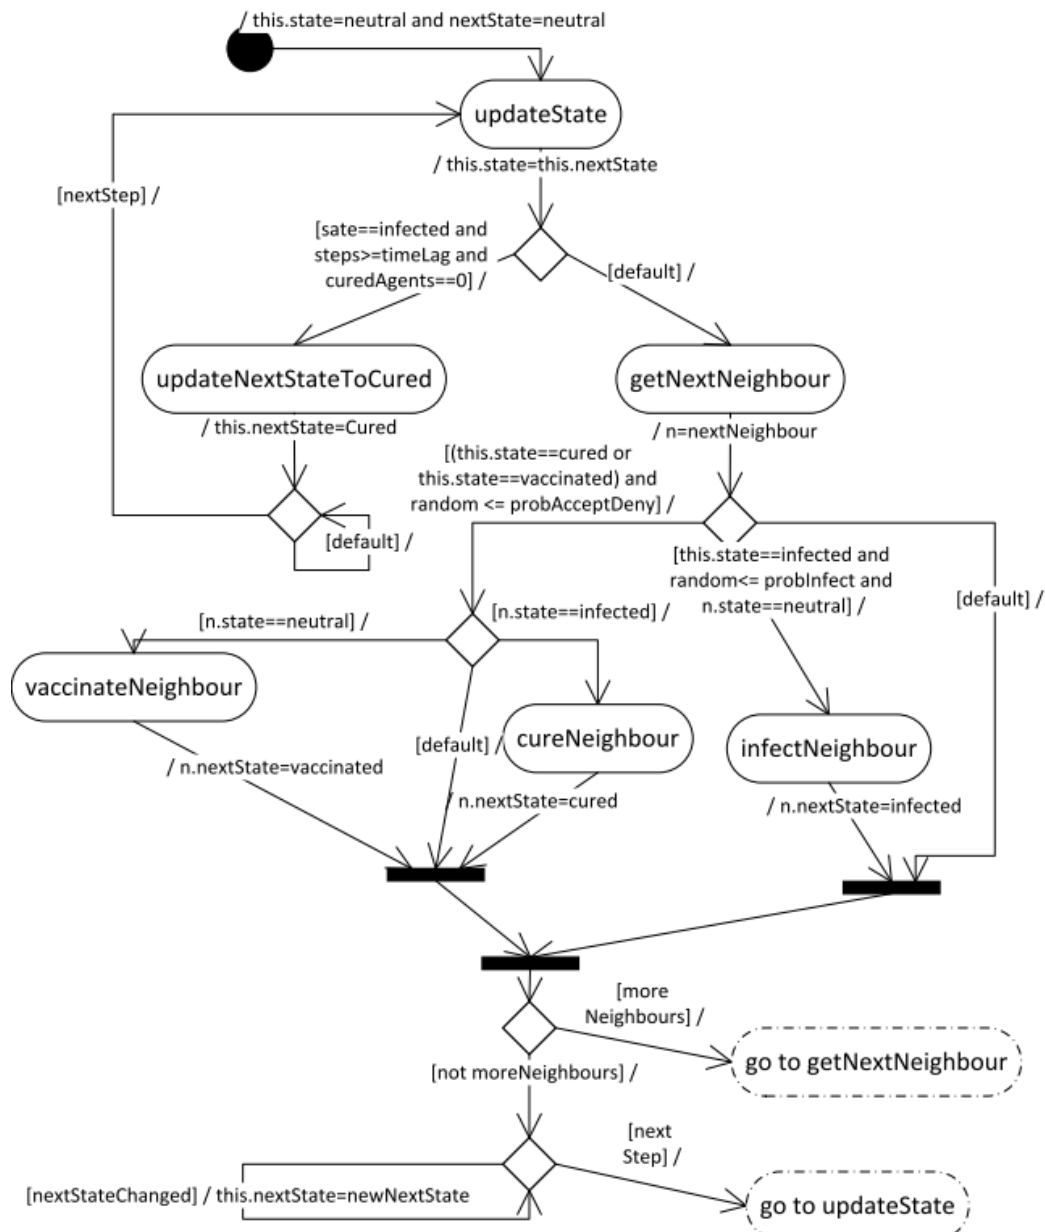 / this.state=neutral and nextState=neutral
updateState
/ this.state=this.nextState
[nextStep] /
[sate==infected and
steps>=timeLag and
curedAgents==0] /
[default] /
updateNextStateToCured
getNextNeighbour
/ this.nextState=Cured
/ n=nextNeighbour
[(this.state==cured or
this.state==vaccinated) and
random <= probAcceptDeny] /
[default] /
[this.state==infected and
random<= probInfect and
n.state==neutral] /
[default] /
[n.state==neutral] /
[n.state==infected] /
vaccinateNeighbour
[default] /
cureNeighbour
infectNeighbour
/ n.nextState=vaccinated
/ n.nextState=cured
/ n.nextState=infected
[more
Neighbours] /
go to getNextNeighbour
[not moreNeighbours] /
[next
Step] /
[nextStateChanged] / this.nextState=newNextState
go to updateState